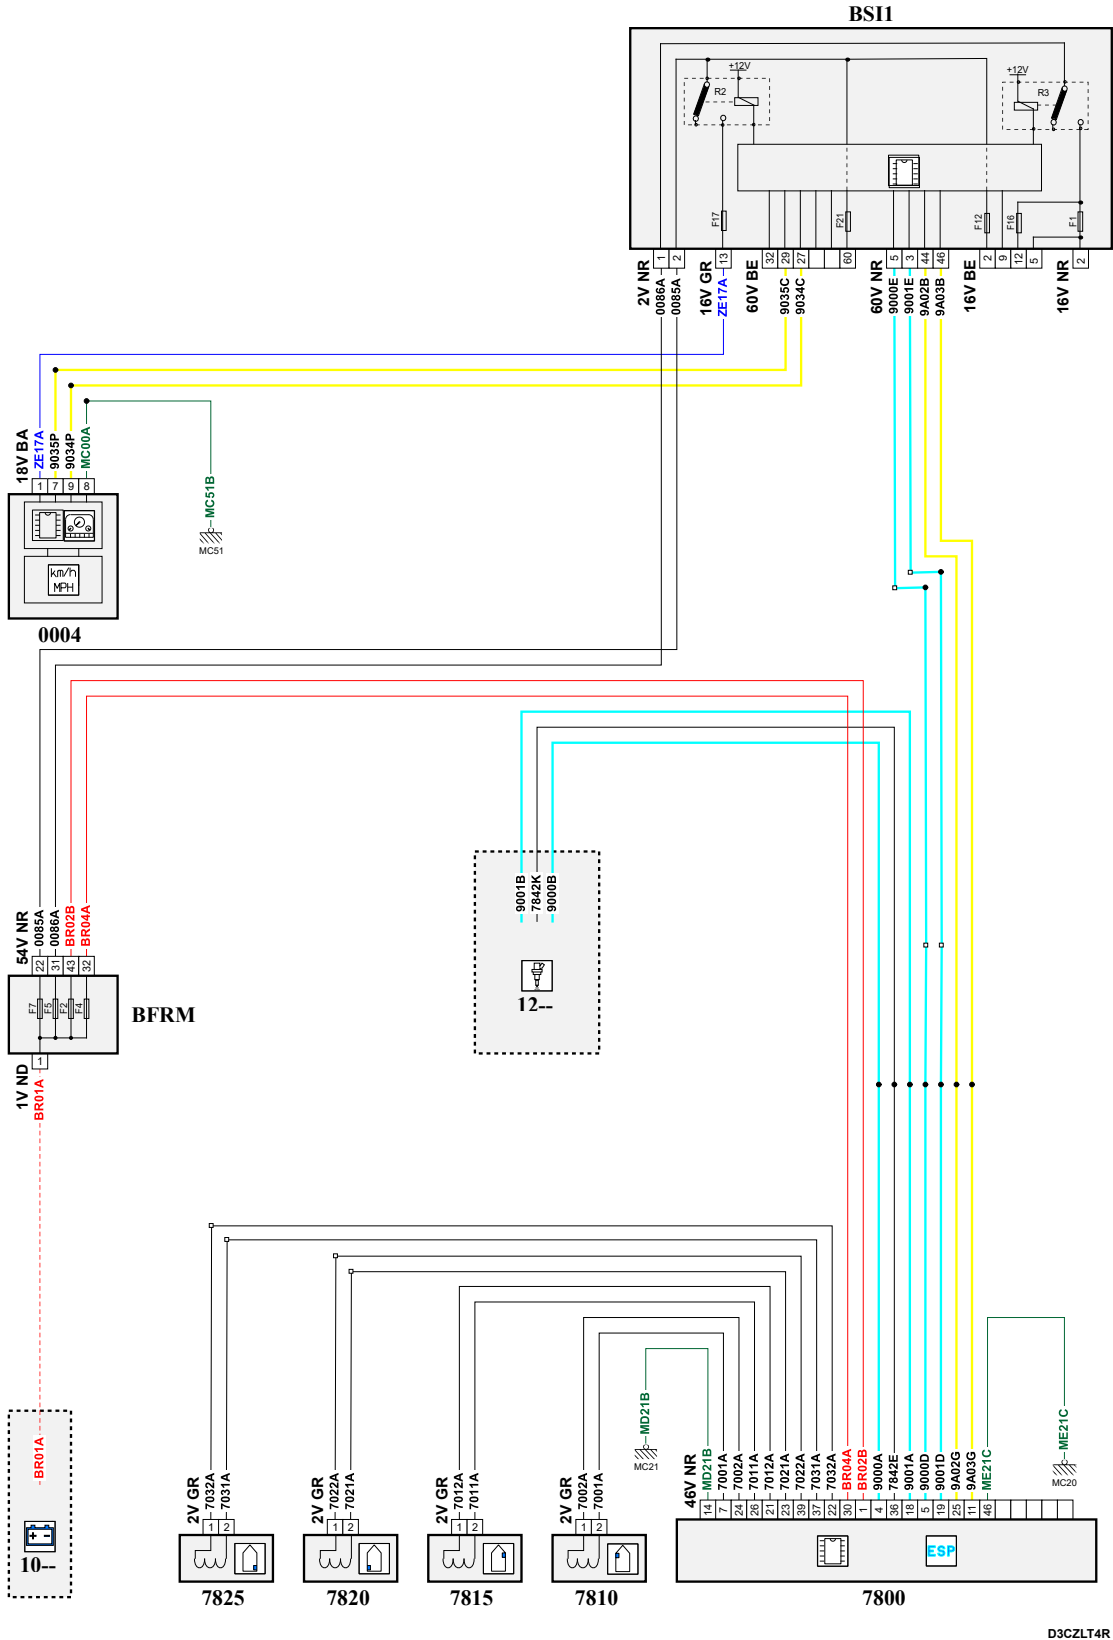 BSI1
+12V
R2
+12V
R3
F17
F21
F12
F16
F1
1 2 13 32 29 27 60 5 3 44 46 2 9 12 5 2
2V NR
0086A
0085A
16V GR
ZE17A
60V BE
9035C
9034C
60V NR
9000E
9001E
9A02B
9A03B
16V BE
16V NR
18V BA
ZE17A
9035P
9034P
MC00A
1 7 9 8
MC51B
MC51
km/h
MPH
0004
54V NR
0085A
0086A
BR02B
BR04A
22 31 43 32
F7
F5
F2
F4
BFRM
1
1V ND
BR01A
9001B
7842K
9000B
12--
BR01A
+ -
10--
2V GR
7032A
7031A
1 2
7825
2V GR
7022A
7021A
1 2
7820
2V GR
7012A
7011A
1 2
7815
2V GR
7002A
7001A
1 2
7810
MD21B
MC21
46V NR
MD21B
7001A
7002A
7011A
7012A
7021A
7022A
7031A
7032A
BR04A
BR02B
9000A
7842E
9001A
9000D
9001D
9A02G
9A03G
ME21C
ME21C
MC20
14 7 24 26 21 23 39 37 22 30 1 4 36 18 5 19 25 11 46
ESP
7800
D3CZLT4R